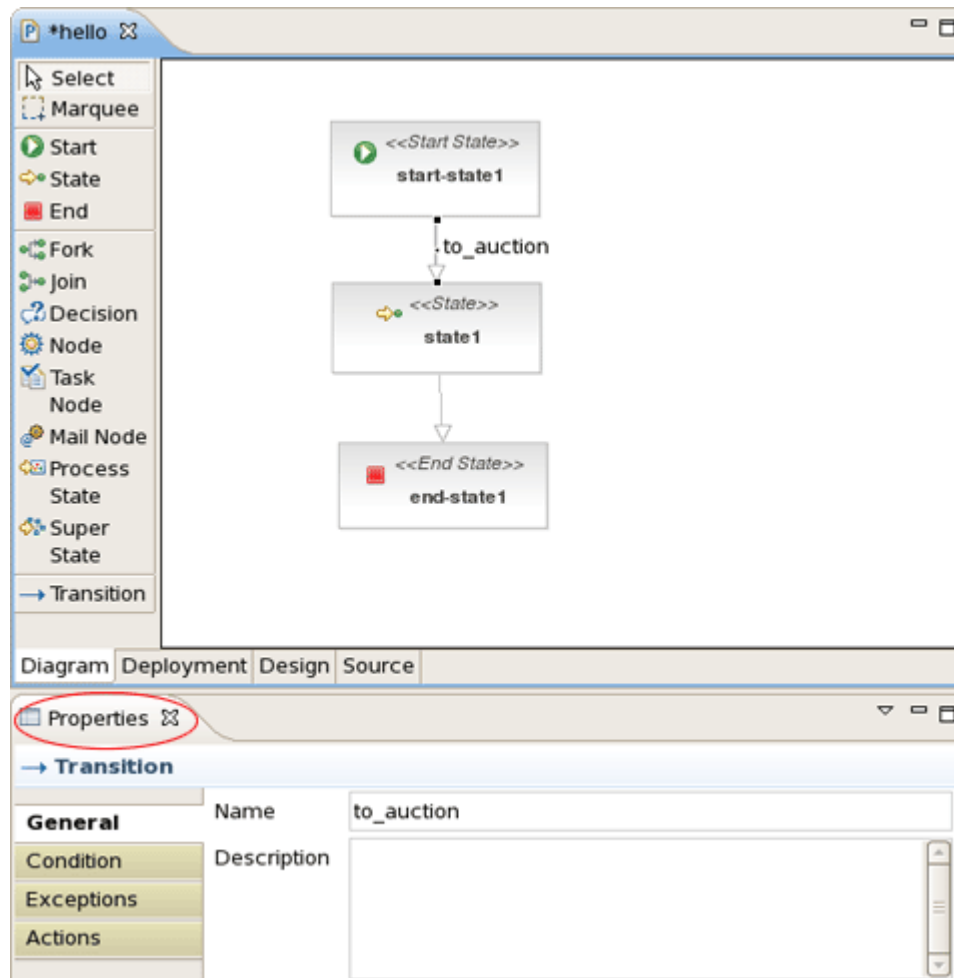 *hello
Select
Marquee
Start
State
End
Fork
Join
Decision
Node
Task
Node
Mail Node
Process
State
Super
State
Transition
<<Start State>>
start-state1
to_auction
<<State>>
state1
<<End State>>
end-state1
Diagram Deployment Design Source
Properties
Transition
General
Condition
Exceptions
Actions
Name to_auction
Description